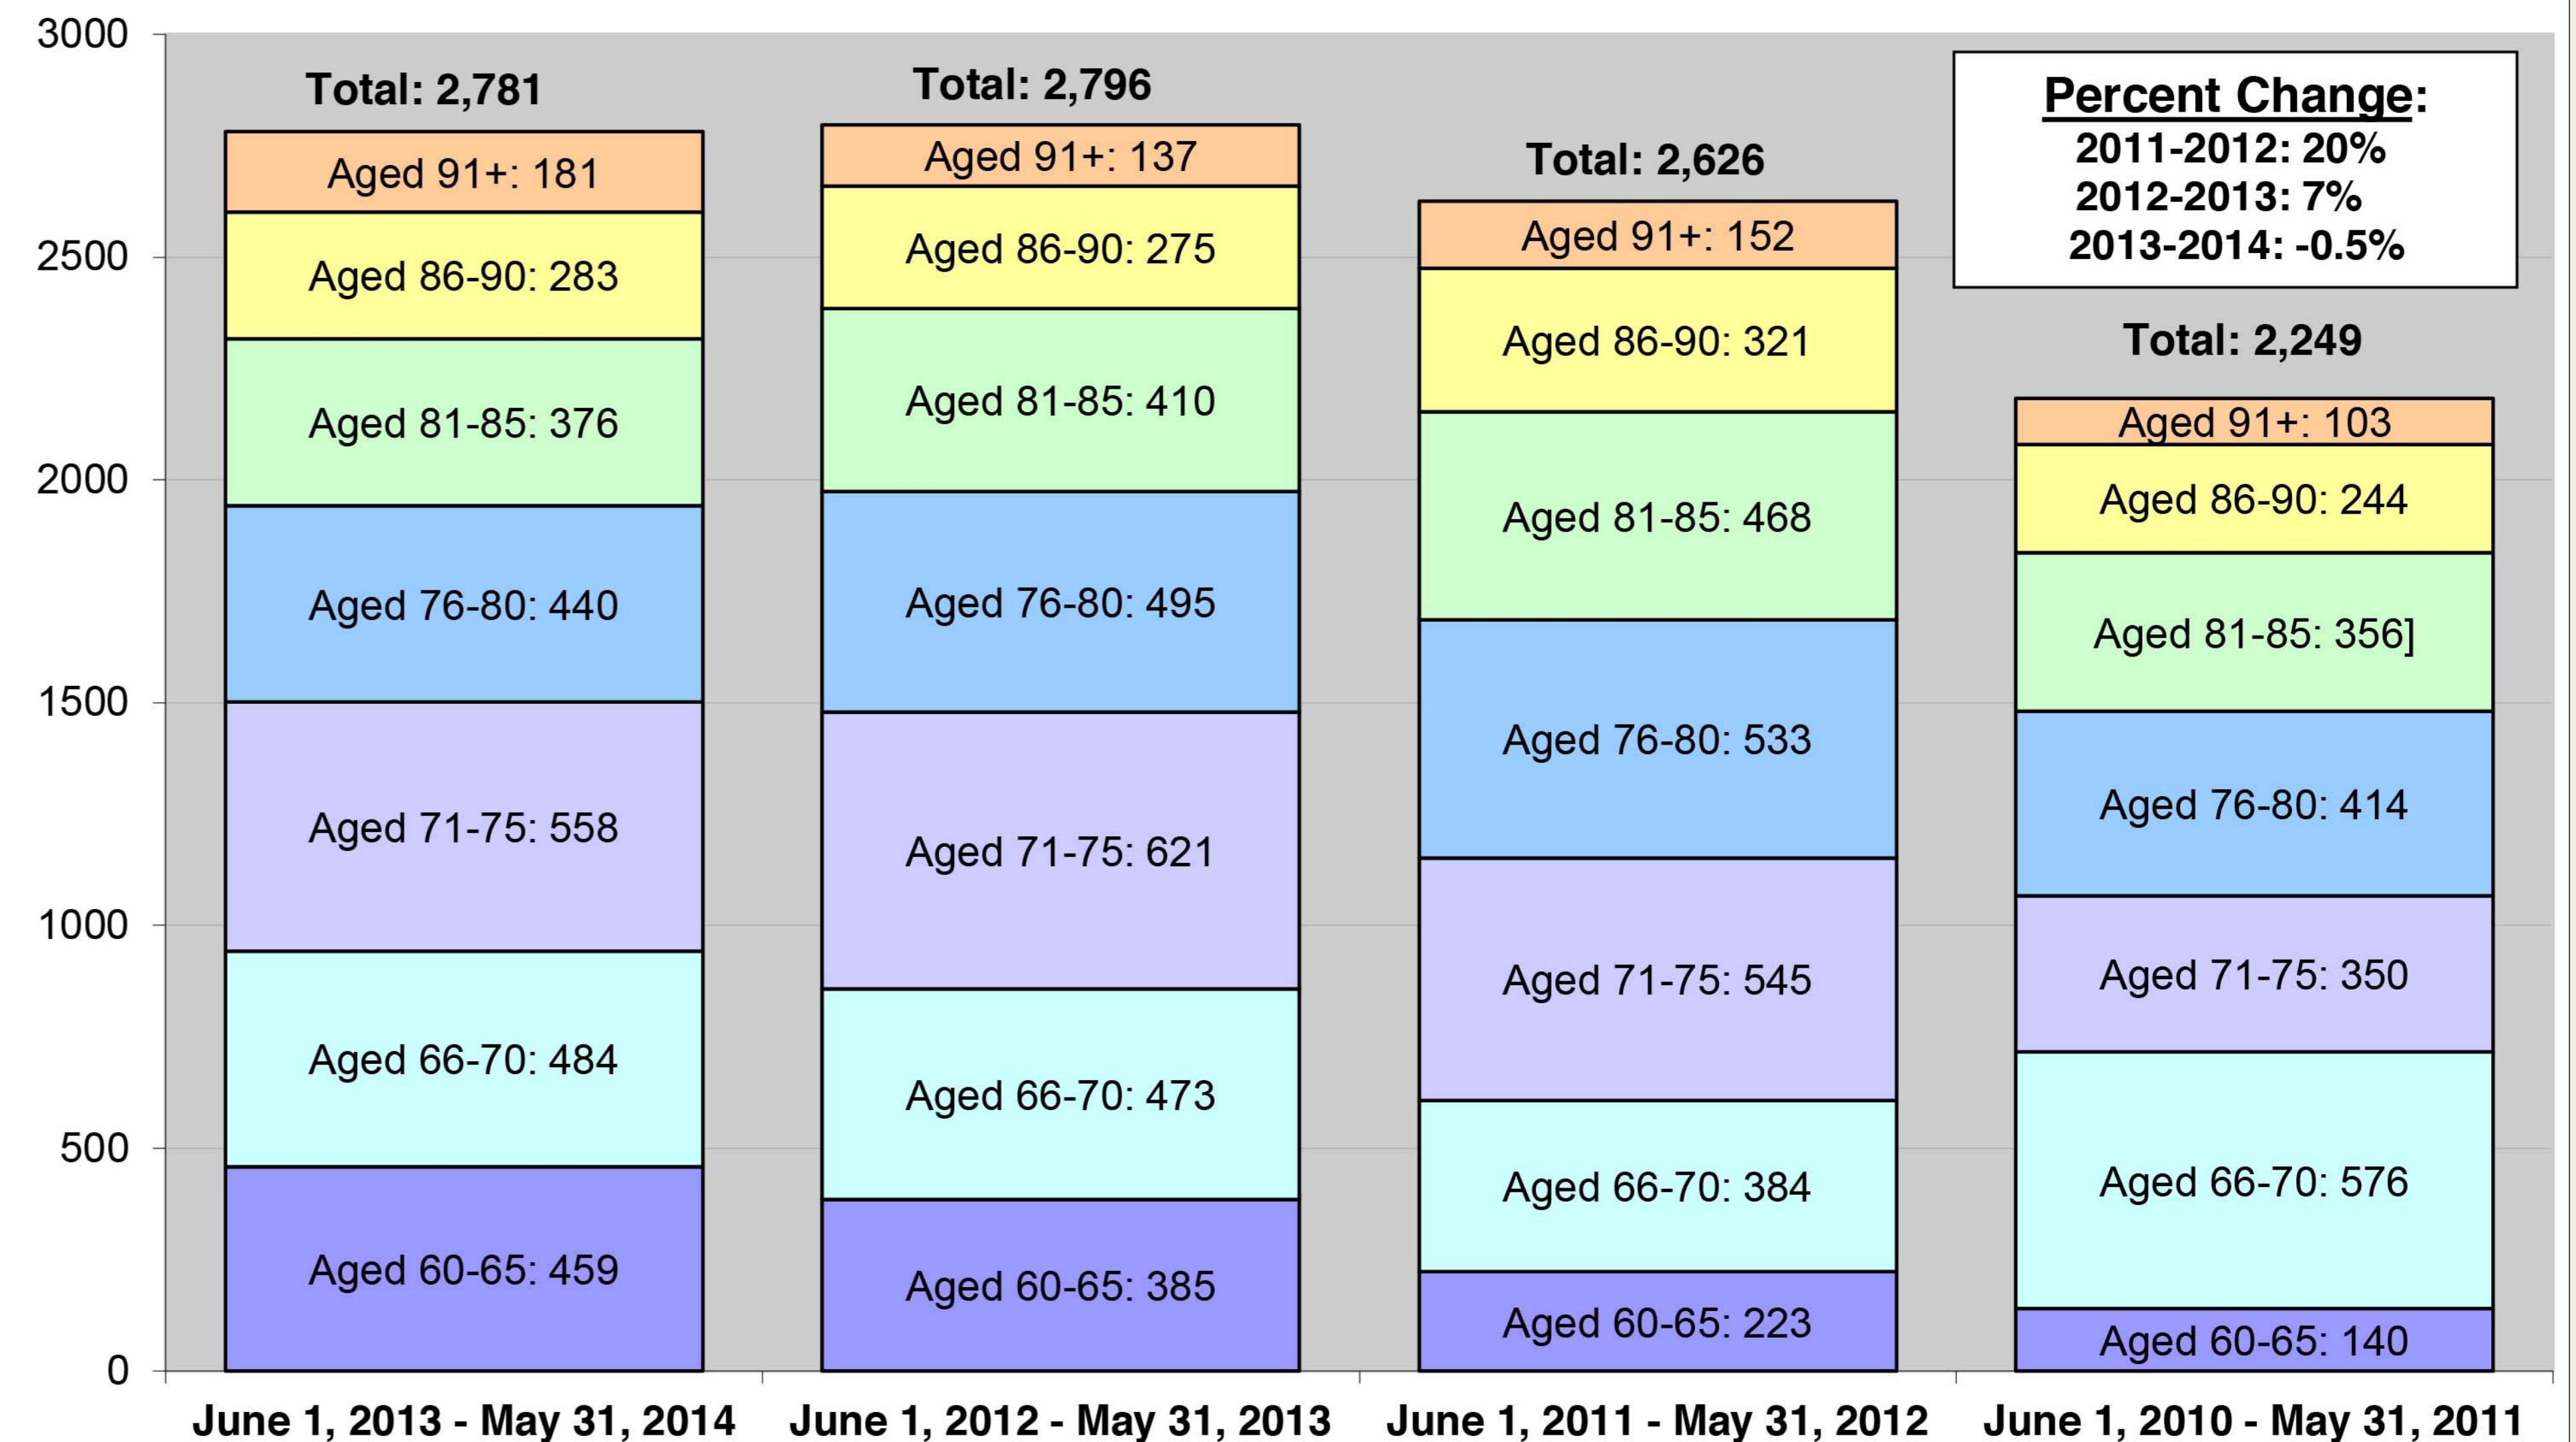 3000
2500
2000
1500
1000
500
0
Total: 2,781
Aged 91+: 181
Aged 86-90: 283
Aged 81-85: 376
Aged 76-80: 440
Aged 71-75: 558
Aged 66-70: 484
Aged 60-65: 459
June 1, 2013 - May 31, 2014
Total: 2,796
Aged 91+: 137
Aged 86-90: 275
Aged 81-85: 410
Aged 76-80: 495
Aged 71-75: 621
Aged 66-70: 473
Aged 60-65: 385
June 1, 2012 - May 31, 2013
Total: 2,626
Aged 91+: 152
Aged 86-90: 321
Aged 81-85: 468
Aged 76-80: 533
Aged 71-75: 545
Aged 66-70: 384
Aged 60-65: 223
June 1, 2011 - May 31, 2012
Percent Change:
2011-2012: 20%
2012-2013: 7%
2013-2014: -0.5%
Total: 2,249
Aged 91+: 103
Aged 86-90: 244
Aged 81-85: 356]
Aged 76-80: 414
Aged 71-75: 350
Aged 66-70: 576
Aged 60-65: 140
June 1, 2010 - May 31, 2011